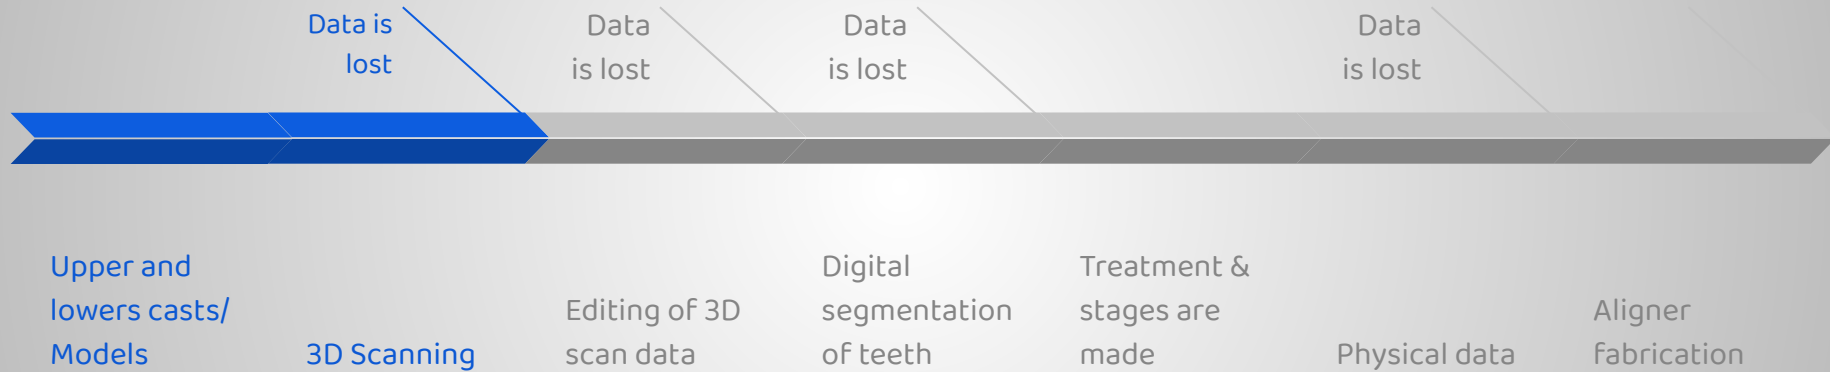 Data is
lost
Data
is lost
Data
is lost
Data
is lost
Upper and
lowers casts/
Models
3D Scanning
Editing of 3D
scan data
Digital
segmentation
of teeth
Treatment &
stages are
made
Physical data
Aligner
fabrication